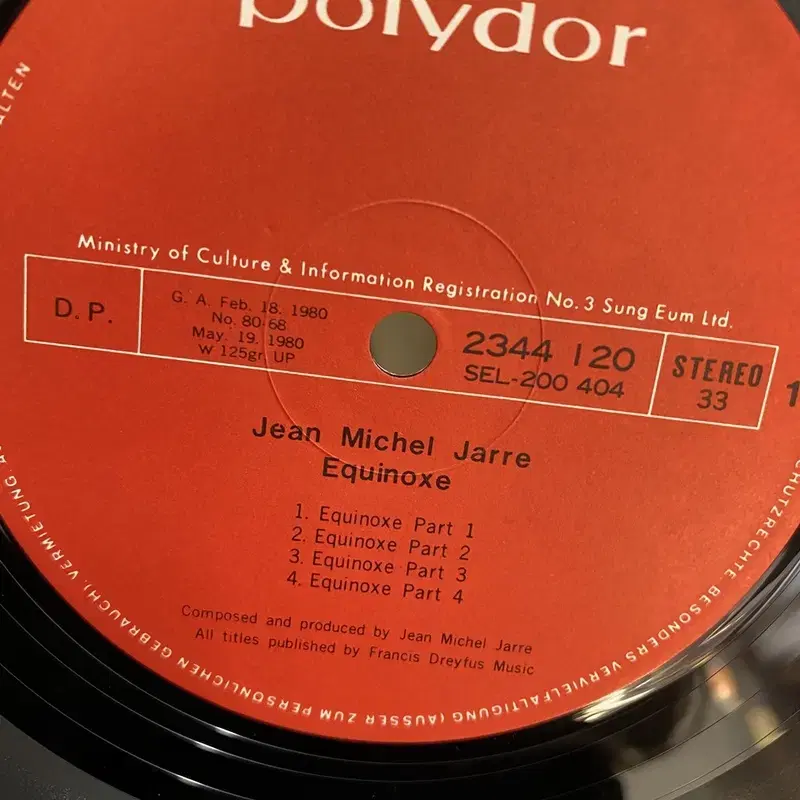 polydor
Ministry of Culture & Information Registration No. 3 Sung Eum Ltd.
D. P.
G. A. Feb. 18. 1980
No. 80-68
May. 19. 1980
W 125gr. UP
2344 120
SEL-200 404
STEREO
33
1
Jean Michel Jarre
Equinoxe
1. Equinoxe Part 1
2. Equinoxe Part 2
3. Equinoxe Part 3
4. Equinoxe Part 4
Composed and produced by Jean Michel Jarre
All titles published by Francis Dreyfus Music
BESONDERS VERVIELFÄLTIGUNG (AUSSER ZUM PERSÖNLICHEN GEBRAUCH), VERMIETUNG